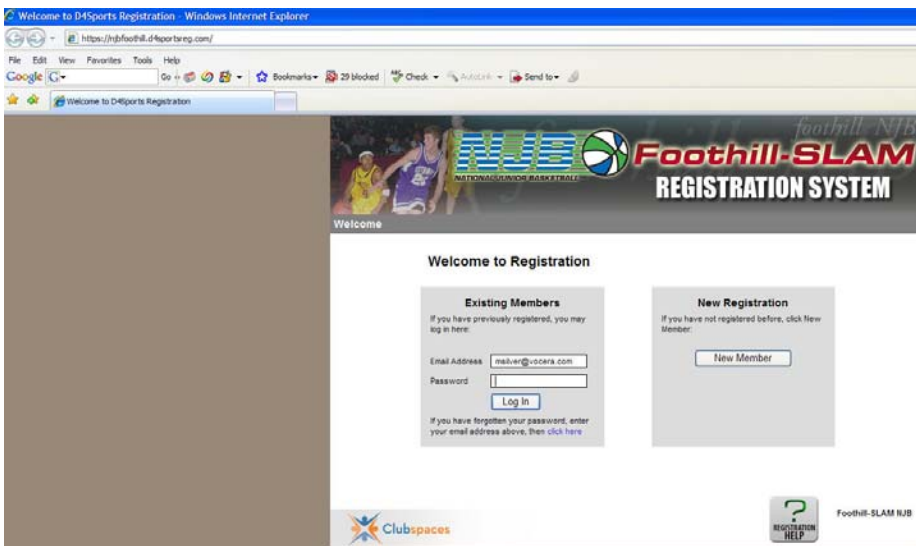 Welcome to D4Sports Registration - Windows Internet Explorer
https://njbfoothill.d4sportsreg.com/
File Edit View Favorites Tools Help
Google G Go Bookmarks 29 blocked Check AutoLink Send to
Welcome to D4Sports Registration
foothill NJB
NJB Foothill-SLAM
NATIONAL JUNIOR BASKETBALL
REGISTRATION SYSTEM
Welcome
Welcome to Registration
Existing Members
If you have previously registered, you may
log in here:
Email Address msilver@vocera.com
Password
Log In
If you have forgotten your password, enter
your email address above, then click here
New Registration
If you have not registered before, click New
Member:
New Member
Clubspaces
REGISTRATION
HELP
Foothill-SLAM NJB